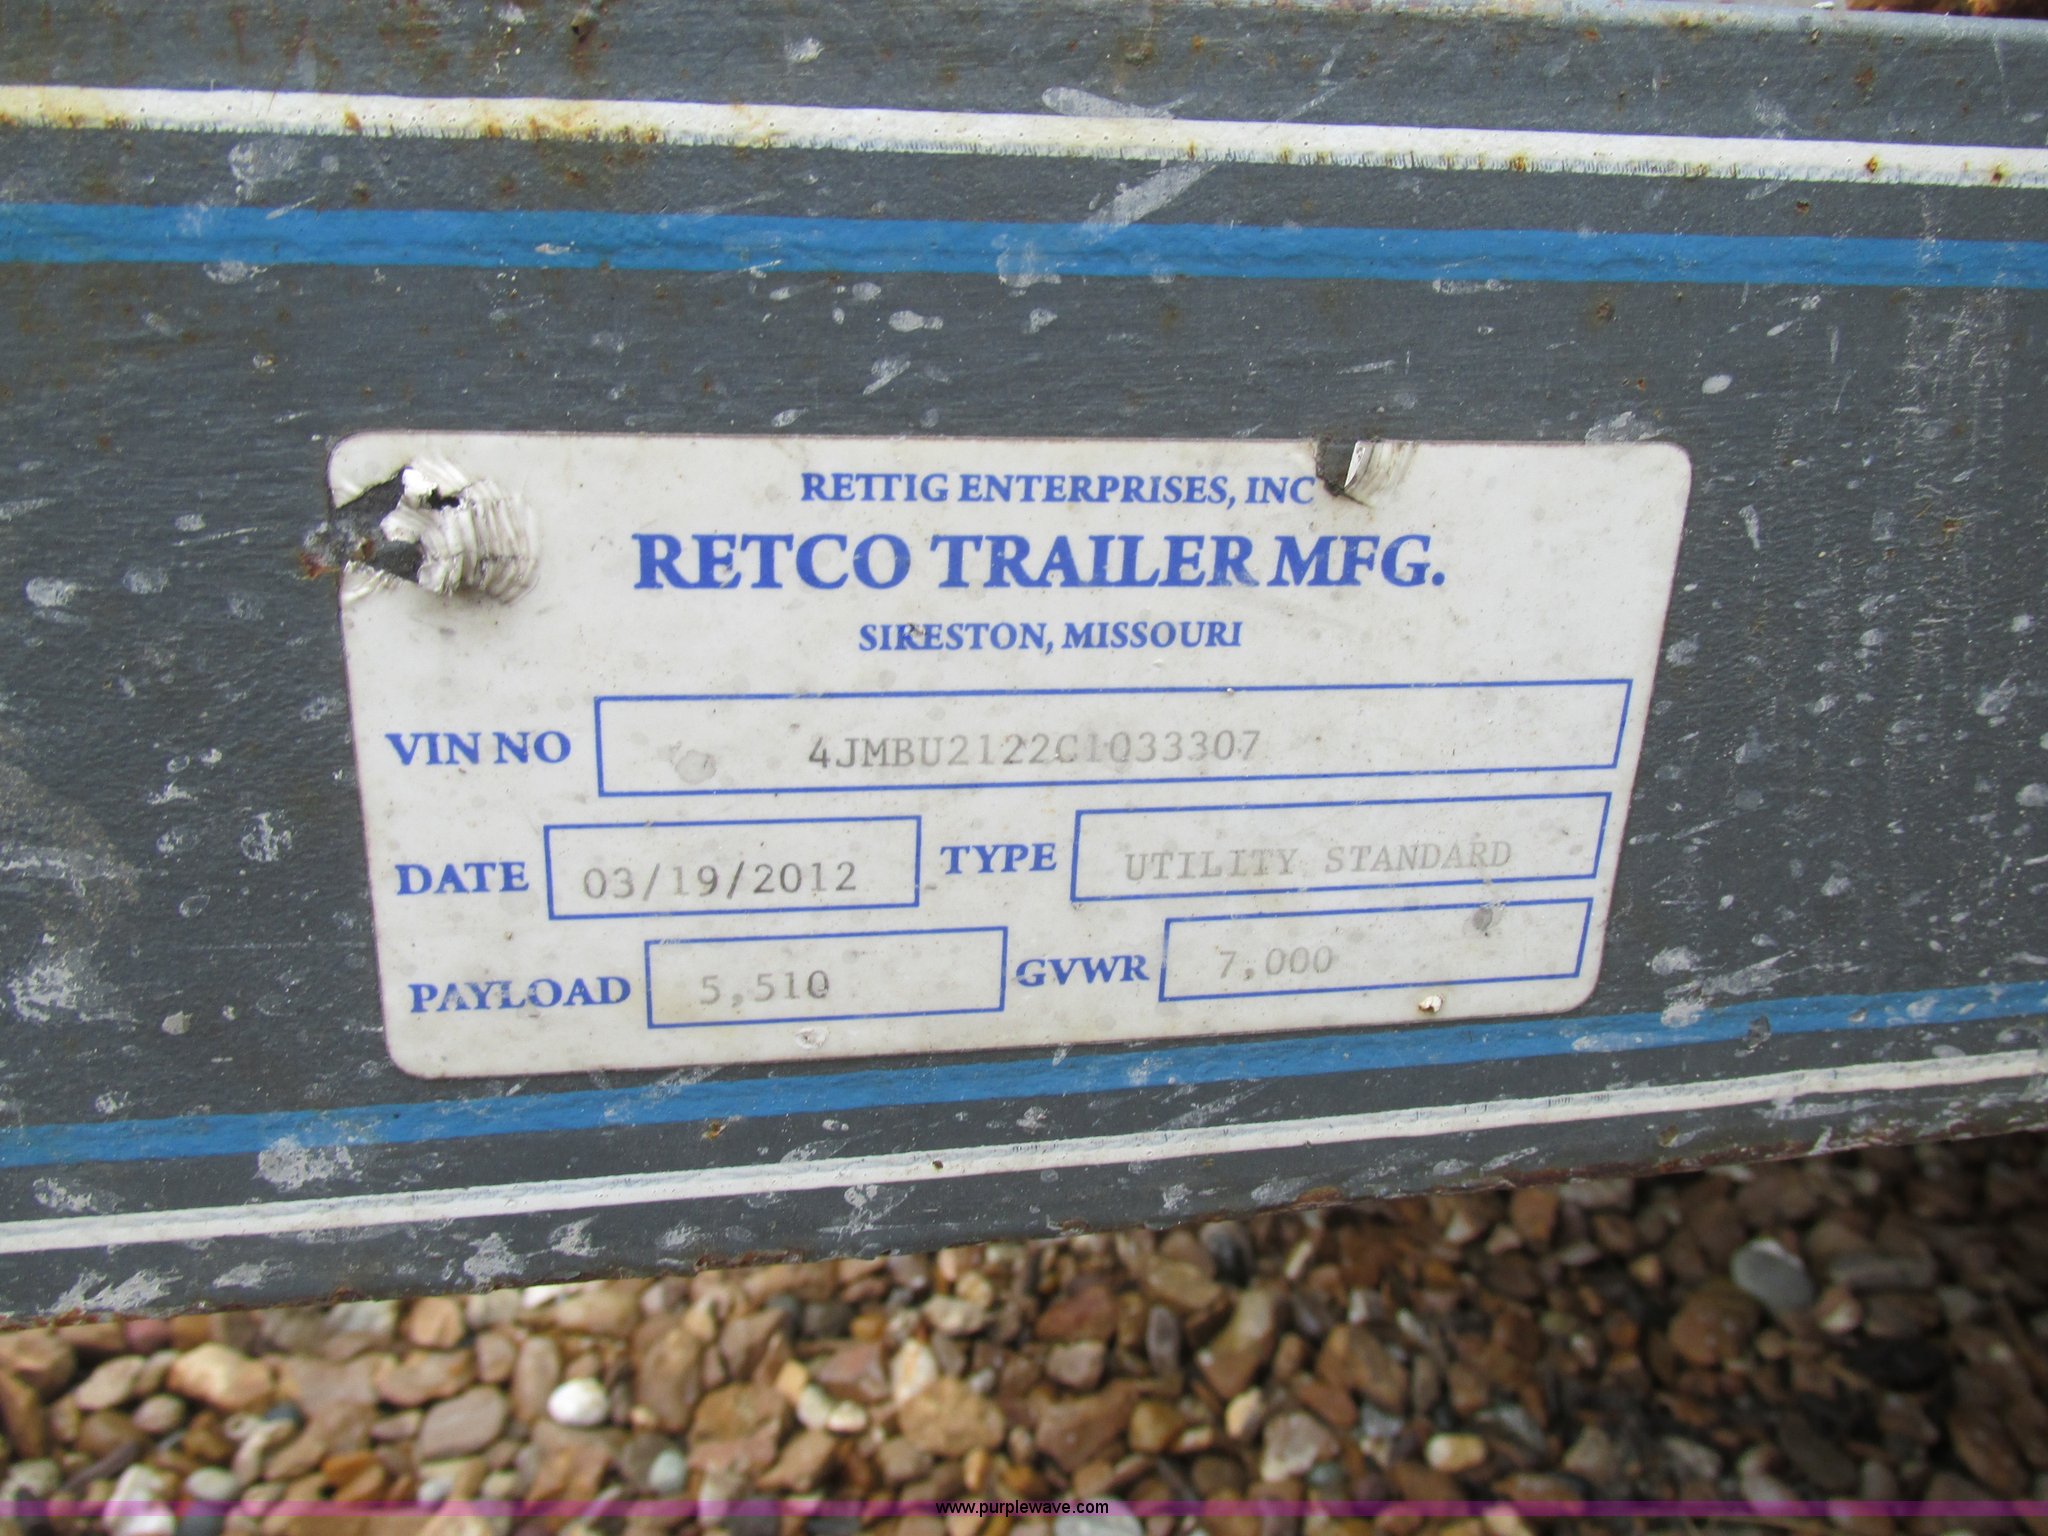 RETTIG ENTERPRISES, INC
RETCO TRAILER MFG.
SIKESTON, MISSOURI
VIN NO 4JMBU2122C1033307
DATE 03/19/2012 TYPE UTILITY STANDARD
PAYLOAD 5,510 GVWR 7,000
www.purplewave.com